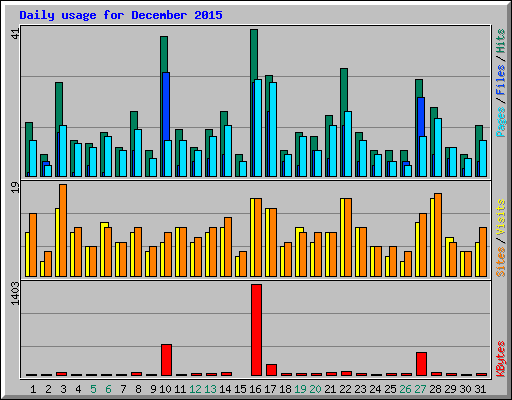 Daily usage for December 2015
41
Pages / Files / Hits
19
Sites / Visits
1403
KBytes
1 2 3 4 5 6 7 8 9 10 11 12 13 14 15 16 17 18 19 20 21 22 23 24 25 26 27 28 29 30 31